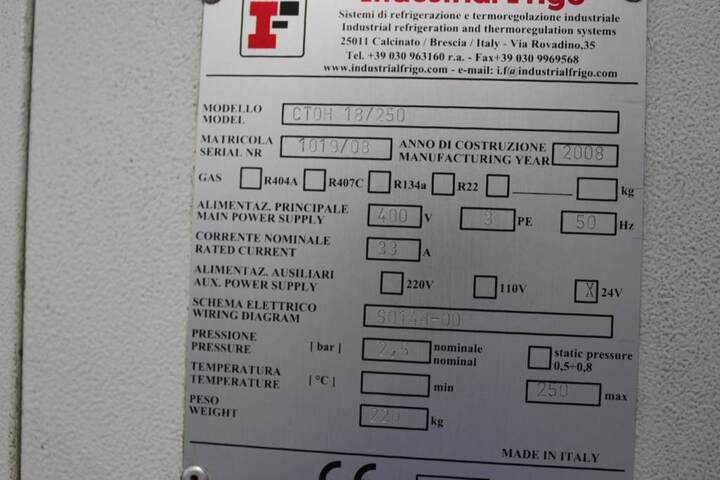 IF
Sistemi di refrigerazione e termoregolazione industriale
Industrial refrigeration and thermoregulation systems
25011 Calcinato / Brescia / Italy - Via Rovadino,35
Tel. +39 030 963160 r.a. - Fax+39 030 9969568
www.industrialfrigo.com - e-mail: i.f@industrialfrigo.com
MODELLO
MODEL CTOH 18/250
MATRICOLA
SERIAL NR 1019/08 ANNO DI COSTRUZIONE
MANUFACTURING YEAR 2008
GAS R404A R407C R134a R22 kg
ALIMENTAZ. PRINCIPALE
MAIN POWER SUPPLY 400 V 3 PE 50 Hz
CORRENTE NOMINALE
RATED CURRENT 33 A
ALIMENTAZ. AUSILIARI
AUX. POWER SUPPLY 220V 110V X 24V
SCHEMA ELETTRICO
WIRING DIAGRAM
PRESSIONE
PRESSURE [ bar ] 2,5 nominale
nominal static pressure
0,5÷0,8
TEMPERATURA
TEMPERATURE [ °C ] min 250 max
PESO
WEIGHT 220 kg
MADE IN ITALY
CE